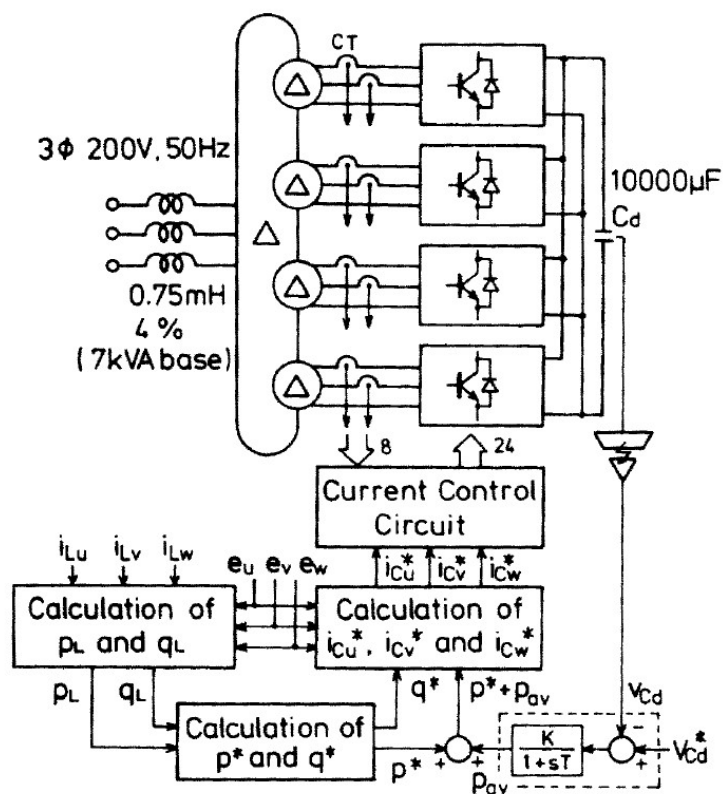 CT
3Φ 200V, 50Hz
Δ
Δ
Δ
Δ
Δ
10000μF
Cd
0.75mH
4%
(7kVA base)
8
24
Current Control
Circuit
iLu iLv iLw
eu ev ew
iCu* iCv* iCw*
Calculation of
pL and qL
Calculation of
iCu*, iCv* and iCw*
pL qL
q* p*+pav
vCd
Calculation of
p* and q*
p*
+
+
pav
K
1+sT
-
+
VCd*